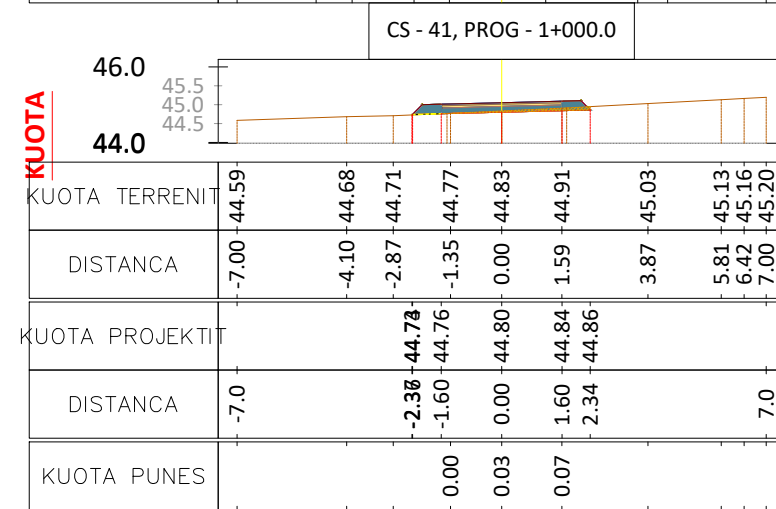 CS - 41, PROG - 1+000.0
46.0
45.5
45.0
44.5
44.0
KUOTA
KUOTA TERRENIT 44.59 44.68 44.71 44.77 44.83 44.91 45.03 45.13 45.16 45.20
DISTANCA -7.00 -4.10 -2.87 -1.35 0.00 1.59 3.87 5.81 6.42 7.00
KUOTA PROJEKTIT 44.76 44.80 44.84 44.86
DISTANCA -7.0 -1.60 0.00 1.60 2.34 7.0
KUOTA PUNES 0.00 0.03 0.07